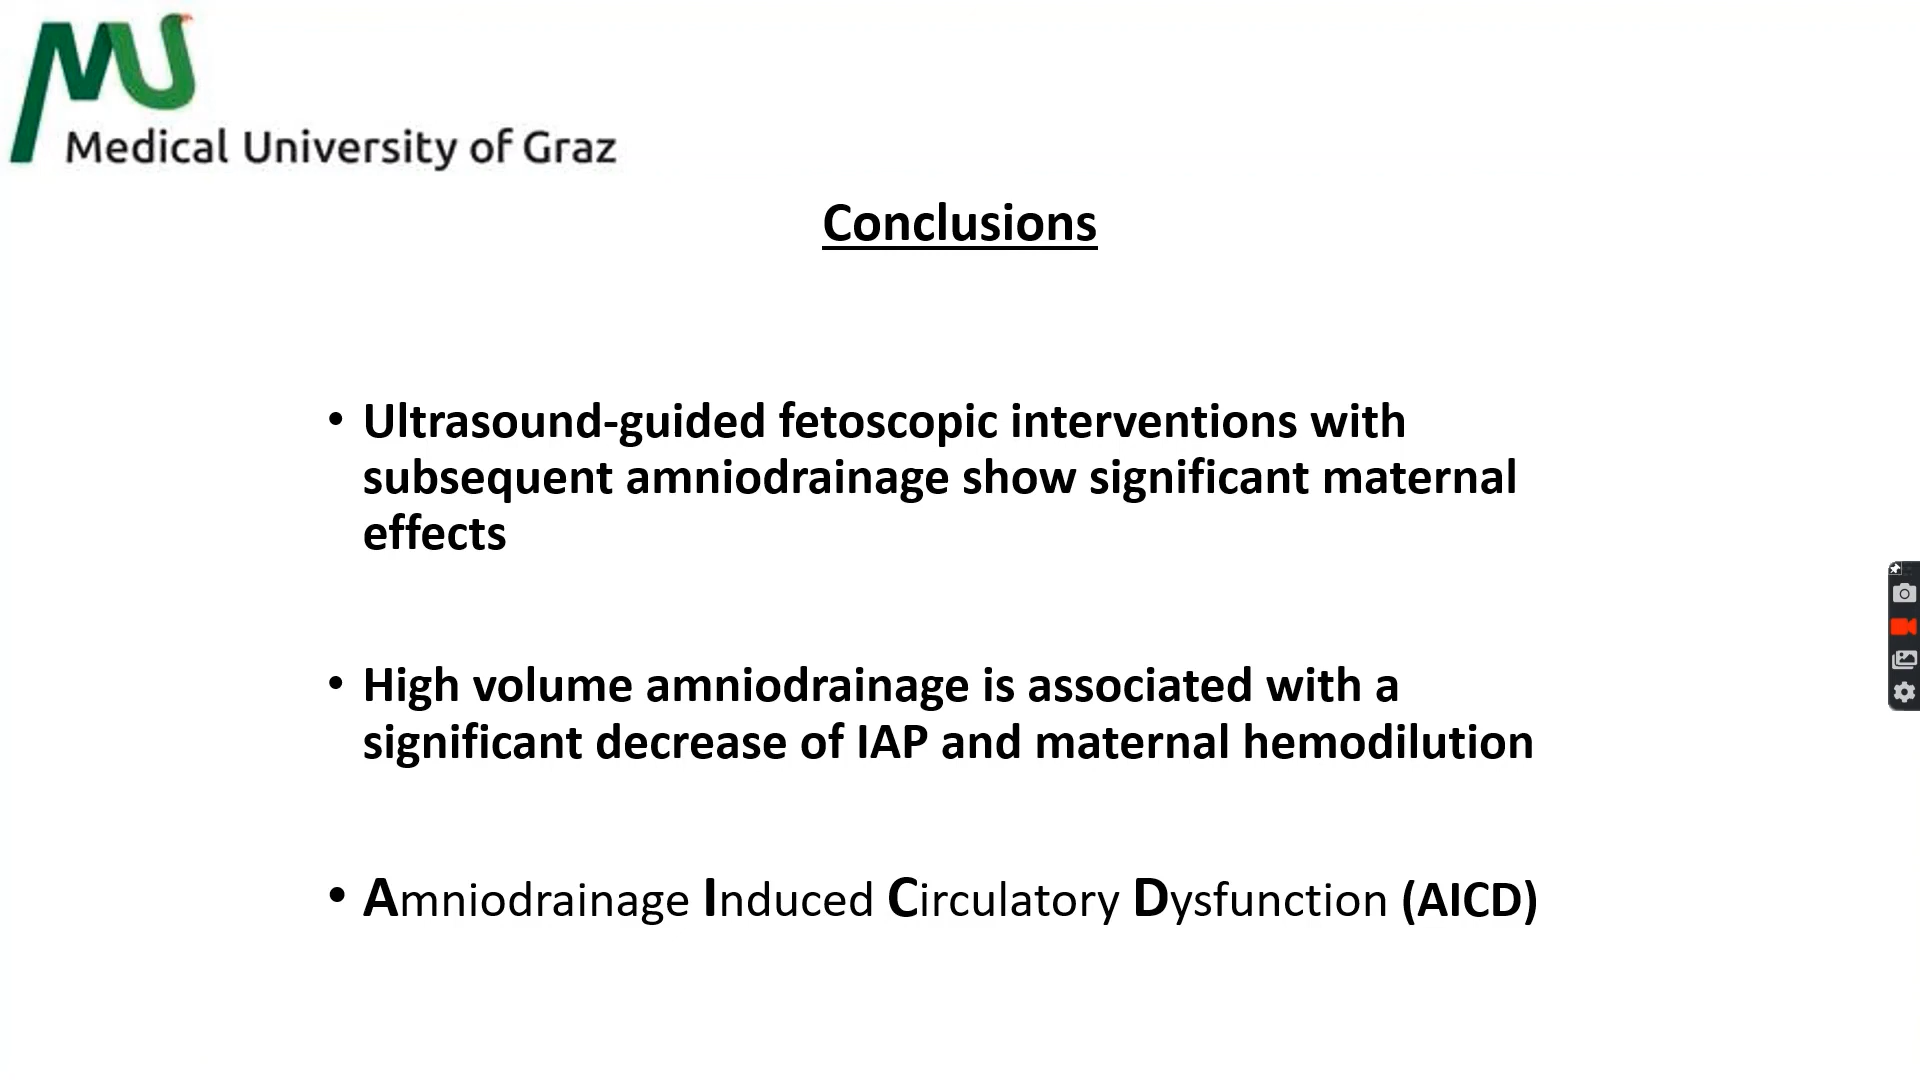 Medical University of Graz
Conclusions
• Ultrasound-guided fetoscopic interventions with
subsequent amniodrainage show significant maternal
effects
• High volume amniodrainage is associated with a
significant decrease of IAP and maternal hemodilution
• Amniodrainage Induced Circulatory Dysfunction (AICD)